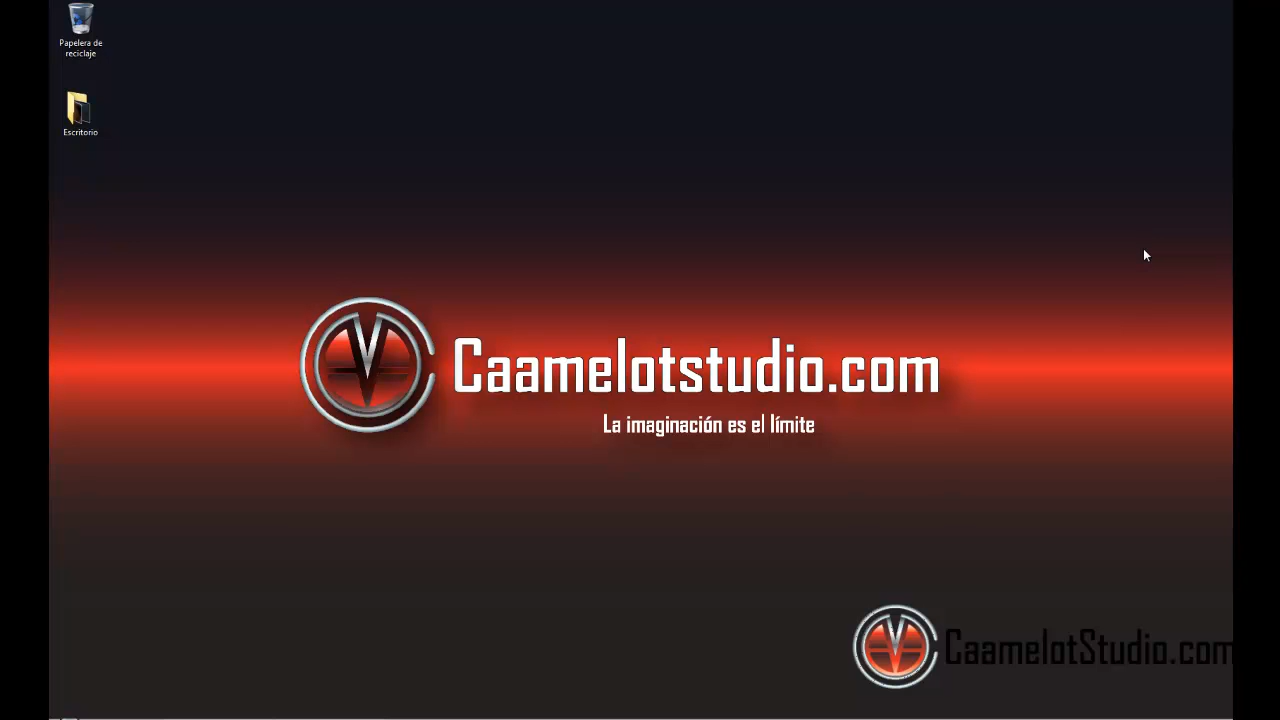 Papelera de
reciclaje
Escritorio
Caamelotstudio.com
La imaginación es el límite
CaamelotStudio.com